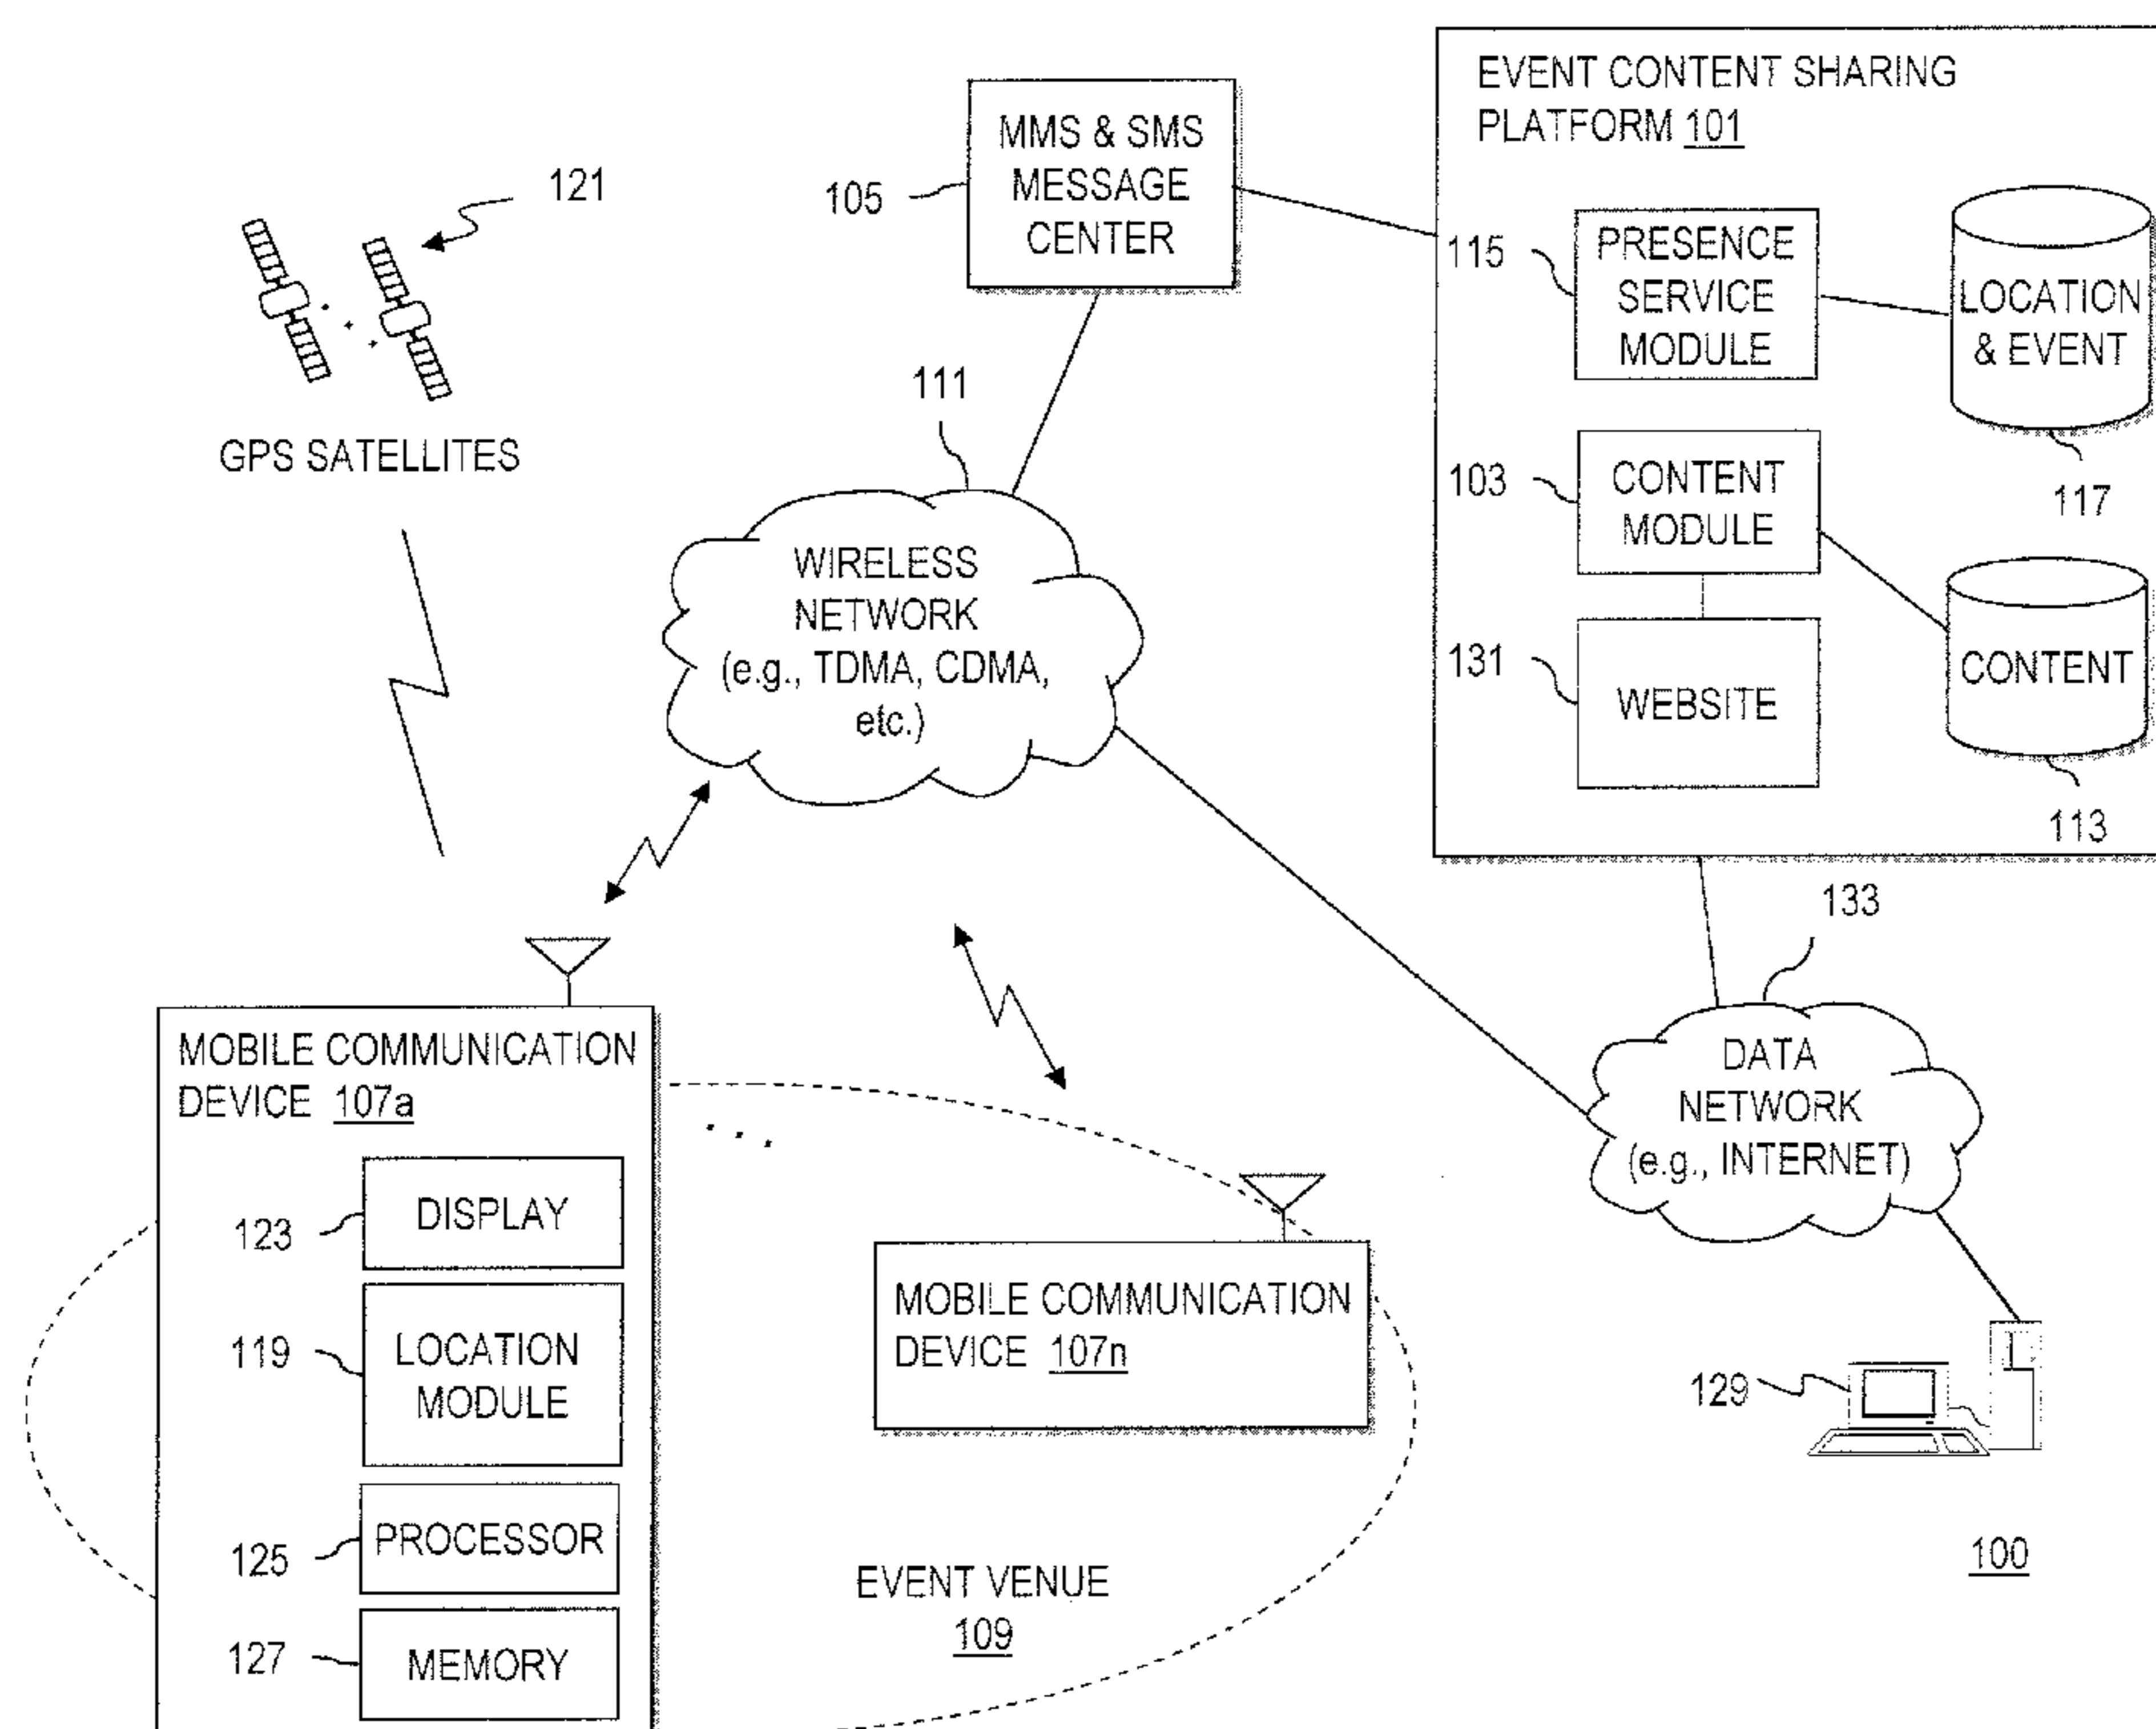 EVENT CONTENT SHARING
PLATFORM 101
MMS & SMS
MESSAGE
CENTER
105
121
GPS SATELLITES
115
PRESENCE
SERVICE
MODULE
LOCATION
& EVENT
117
103
CONTENT
MODULE
131
WEBSITE
CONTENT
113
111
WIRELESS
NETWORK
(e.g., TDMA, CDMA,
etc.)
133
DATA
NETWORK
(e.g., INTERNET)
129
100
MOBILE COMMUNICATION
DEVICE 107a
. . .
123
DISPLAY
119
LOCATION
MODULE
125
PROCESSOR
127
MEMORY
MOBILE COMMUNICATION
DEVICE 107n
EVENT VENUE
109